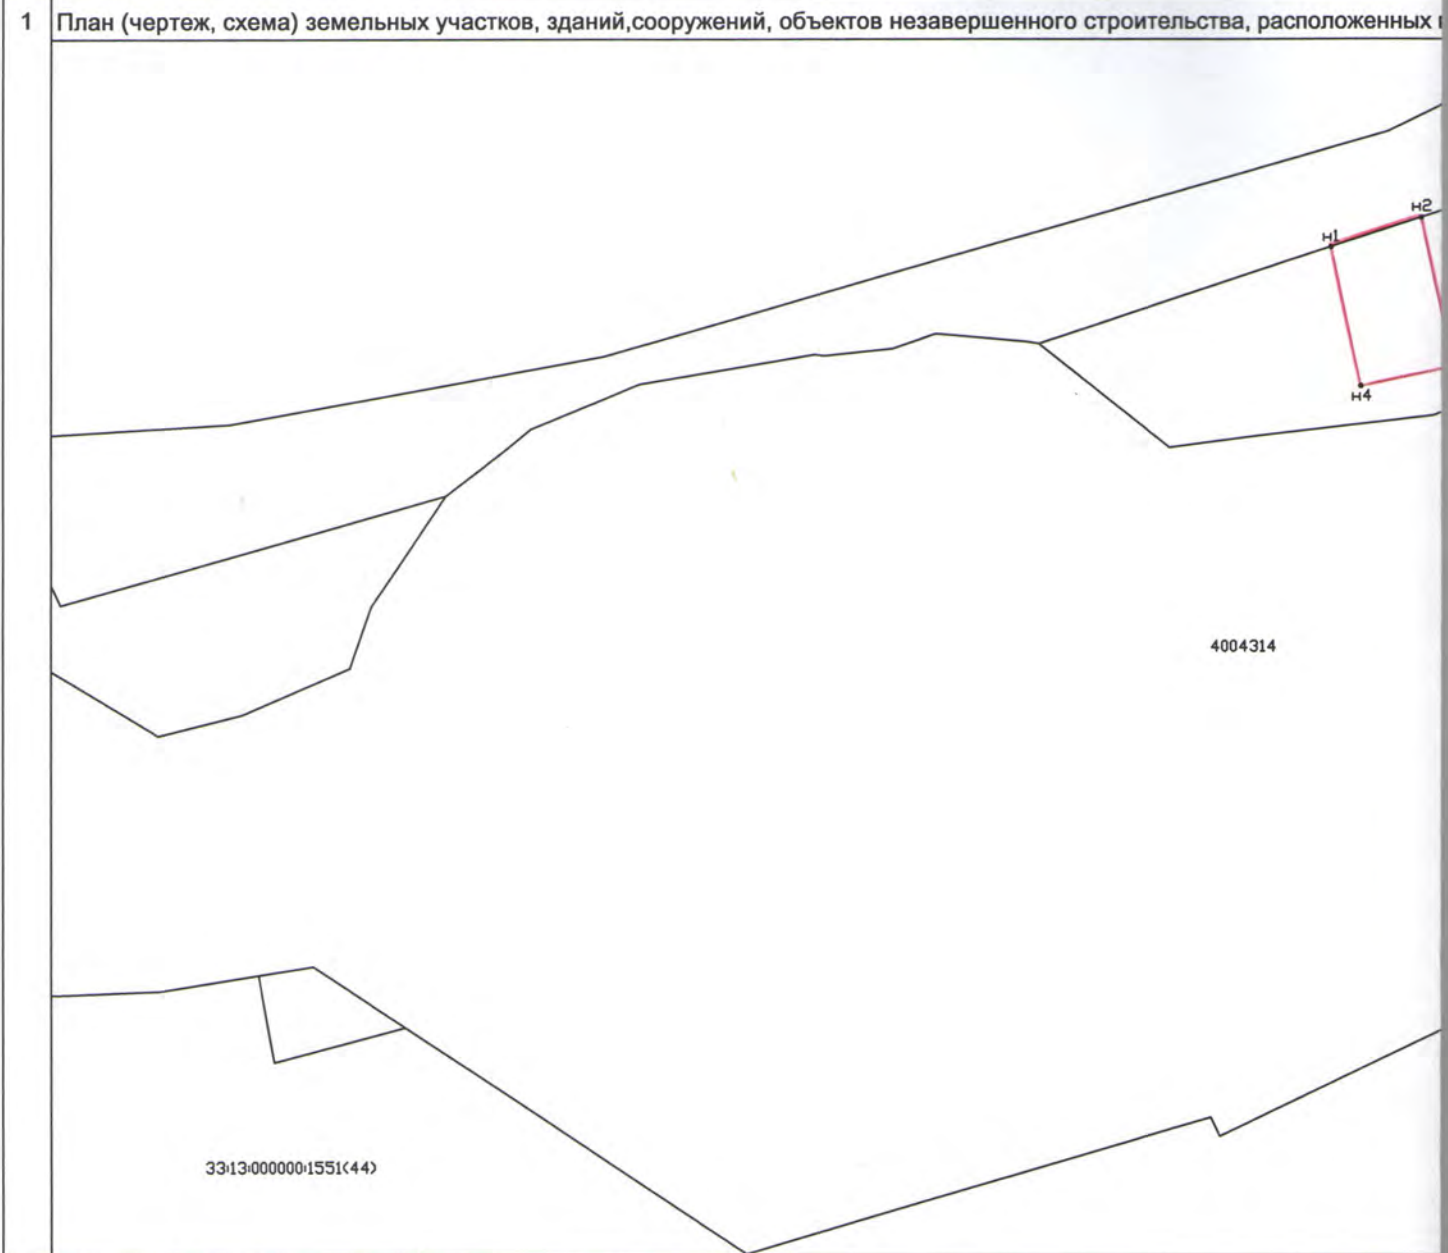 1 План (чертеж, схема) земельных участков, зданий,сооружений, объектов незавершенного строительства, расположенных
н2
н1
н4
4004314
33:13:000000:1551(44)